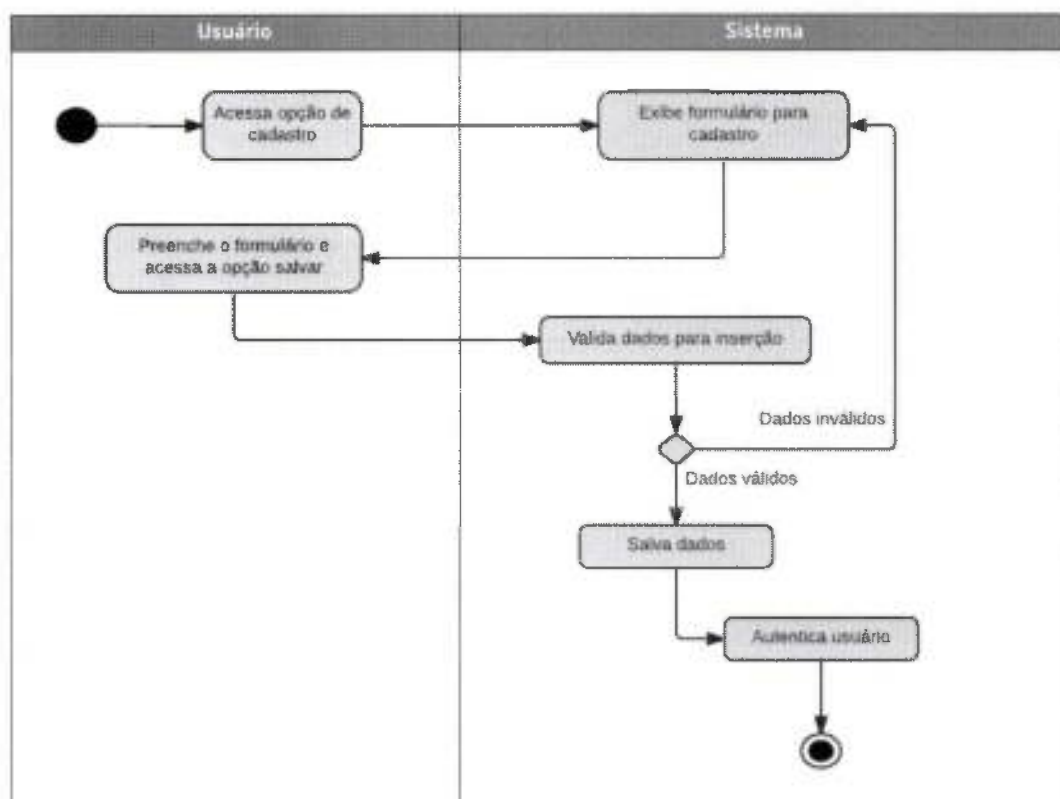 Usuário
Sistema
Acessa opção de
cadastro
Exibe formulário para
cadastro
Preenche o formulário e
acessa a opção salvar
Valida dados para inserção
Dados inválidos
Dados válidos
Salva dados
Autentica usuário